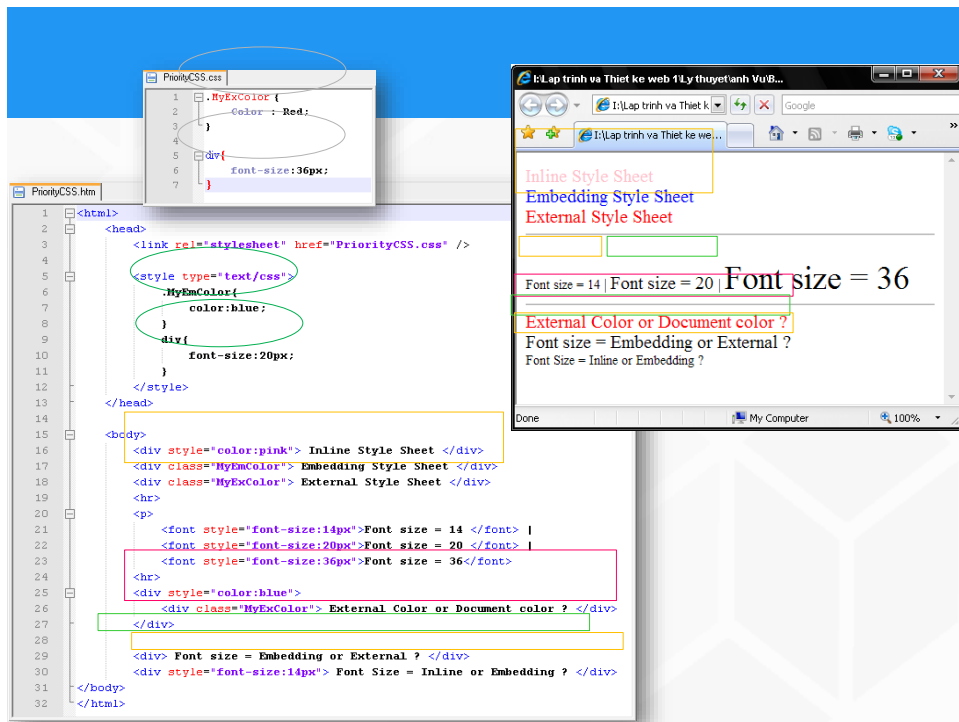 PriorityCSS.css
1 .MyExColor {
2 Color : Red;
3 }
4
5 div{
6 font-size:36px;
7 }
PriorityCSS.htm
1 <html>
2 <head>
3 <link rel="stylesheet" href="PriorityCSS.css" />
4
5 <style type="text/css">
6 .MyEmColor{
7 color:blue;
8 }
9 div{
10 font-size:20px;
11 }
12 </style>
13 </head>
14
15 <body>
16 <div style="color:pink"> Inline Style Sheet </div>
17 <div class="MyEmColor"> Embedding Style Sheet </div>
18 <div class="MyExColor"> External Style Sheet </div>
19 <hr>
20 <p>
21 <font style="font-size:14px">Font size = 14 </font> |
22 <font style="font-size:20px">Font size = 20 </font> |
23 <font style="font-size:36px">Font size = 36</font>
24 <hr>
25 <div style="color:blue">
26 <div class="MyExColor"> External Color or Document color ? </div>
27 </div>
28
29 <div> Font size = Embedding or External ? </div>
30 <div style="font-size:14px"> Font Size = Inline or Embedding ? </div>
31 </body>
32 </html>
I:\Lap trinh va Thiet ke web 1\Ly thuyet\anh Vu\B...
I:\Lap trinh va Thiet k
Google
I:\Lap trinh va Thiet ke we...
»
Inline Style Sheet
Embedding Style Sheet
External Style Sheet
Font size = 14 | Font size = 20 | Font size = 36
External Color or Document color ?
Font size = Embedding or External ?
Font Size = Inline or Embedding ?
Done My Computer 100%